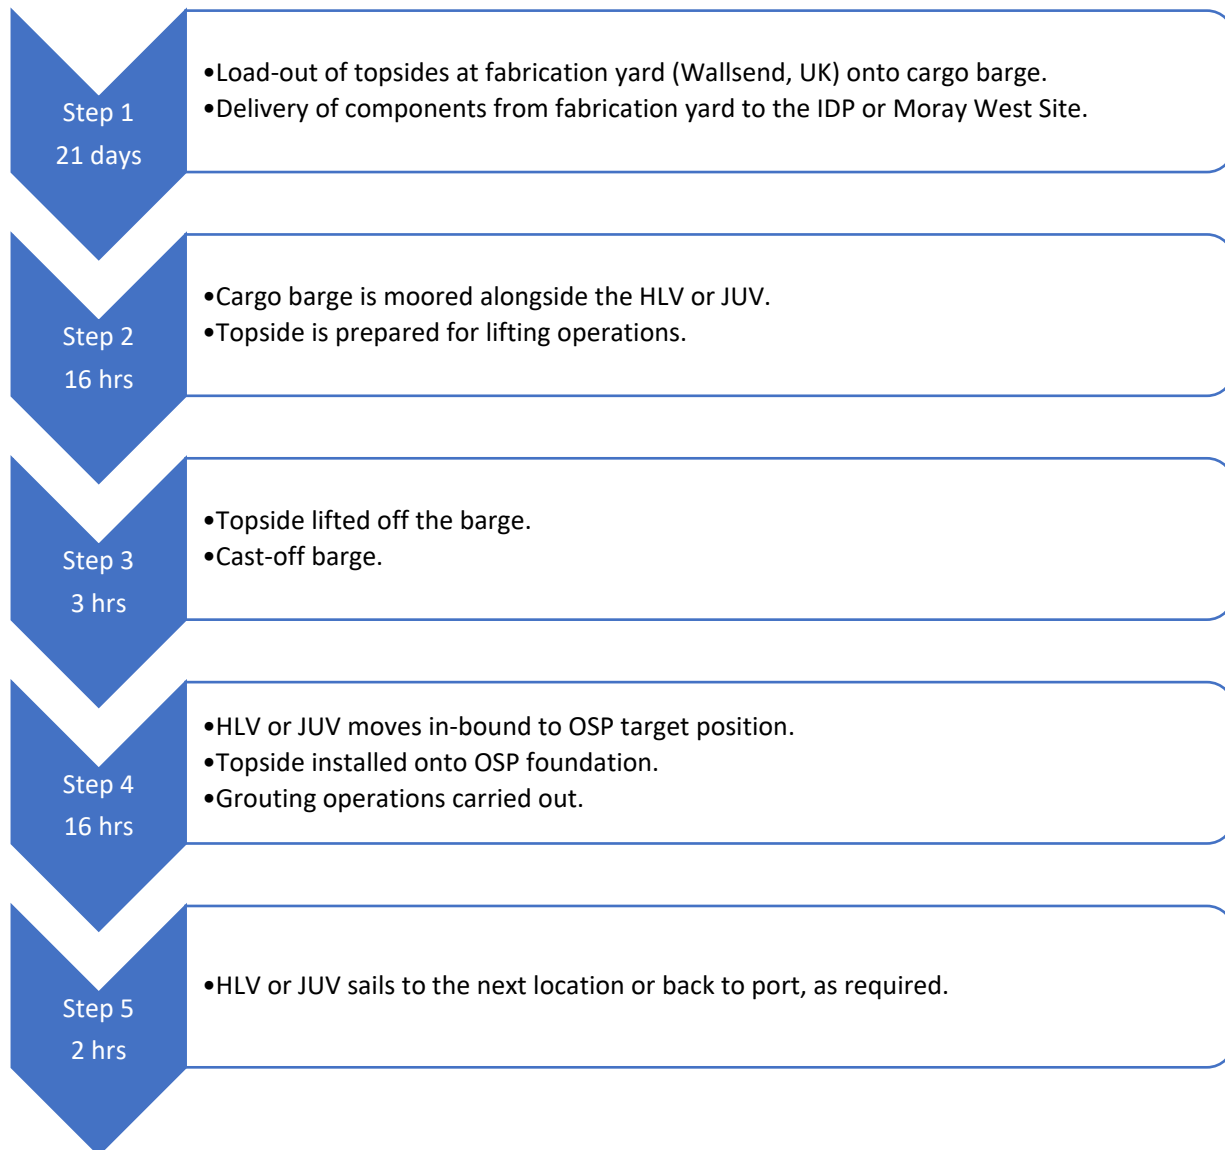 Step 1
21 days
•Load-out of topsides at fabrication yard (Wallsend, UK) onto cargo barge.
•Delivery of components from fabrication yard to the IDP or Moray West Site.
Step 2
16 hrs
•Cargo barge is moored alongside the HLV or JUV.
•Topside is prepared for lifting operations.
Step 3
3 hrs
•Topside lifted off the barge.
•Cast-off barge.
Step 4
16 hrs
•HLV or JUV moves in-bound to OSP target position.
•Topside installed onto OSP foundation.
•Grouting operations carried out.
Step 5
2 hrs
•HLV or JUV sails to the next location or back to port, as required.